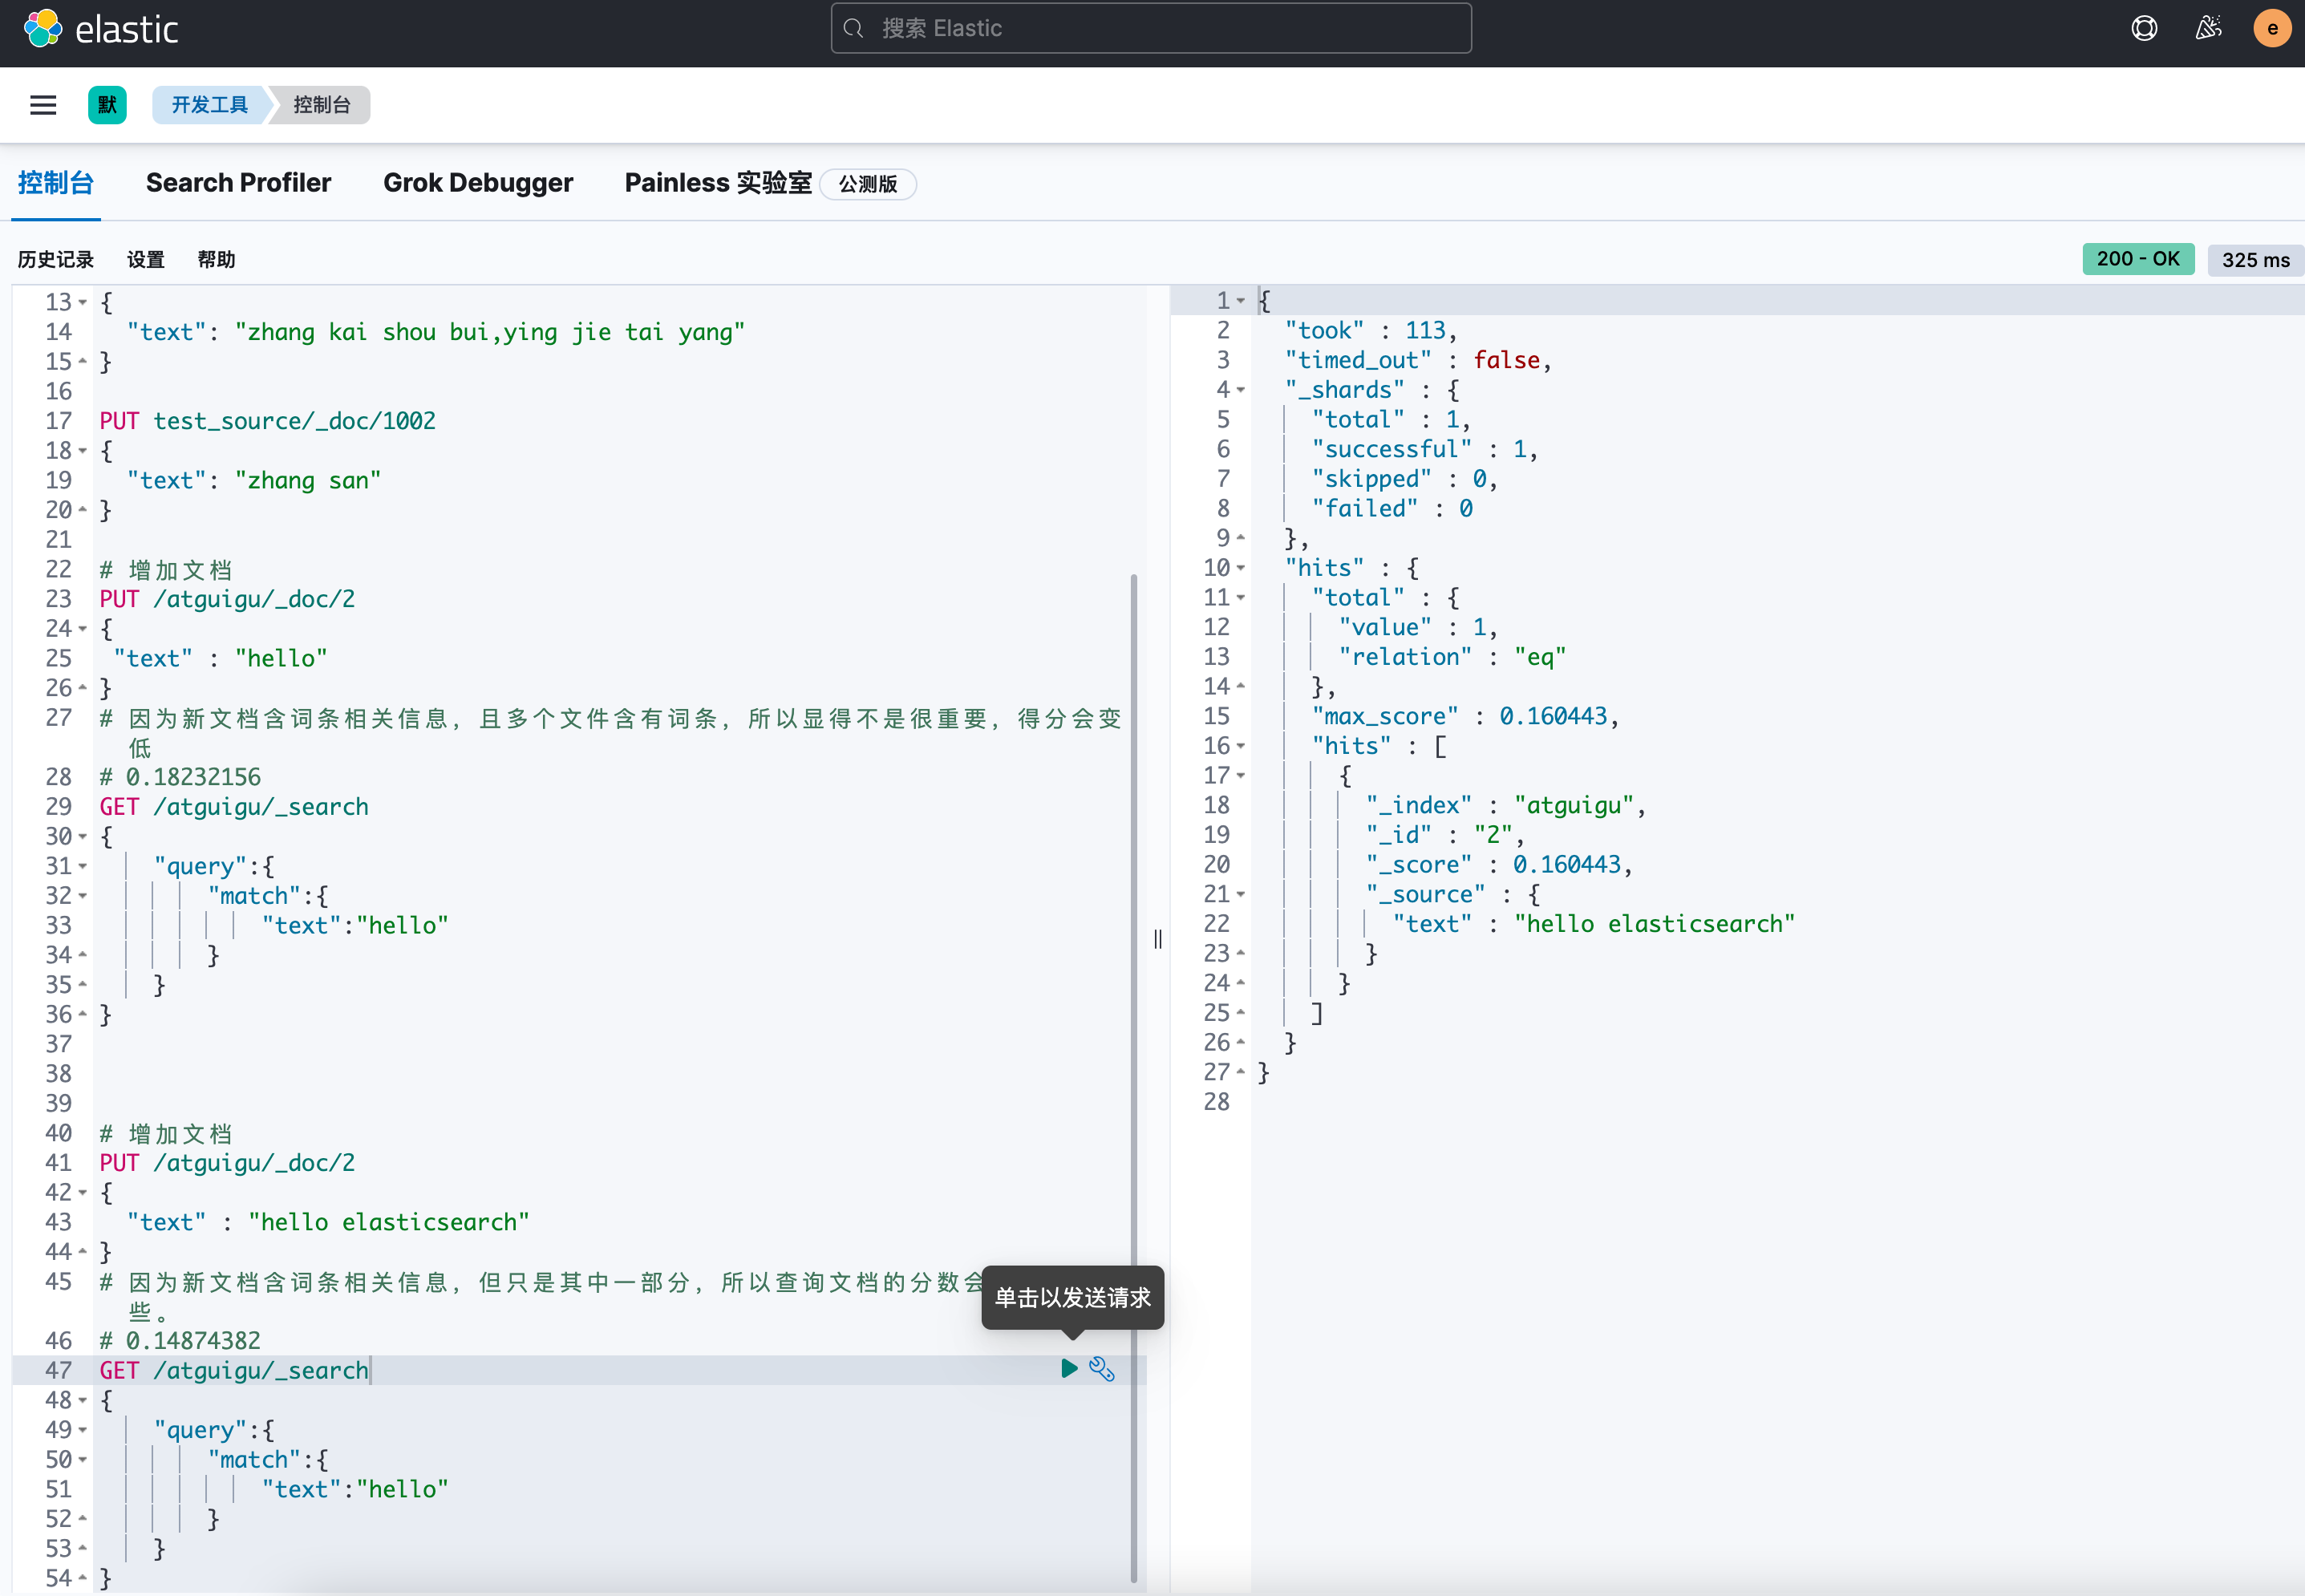 elastic
搜索 Elastic
e
默
开发工具
控制台
控制台
Search Profiler
Grok Debugger
Painless 实验室
公测版
历史记录
设置
帮助
200 - OK
325 ms
13 {
14 "text": "zhang kai shou bui,ying jie tai yang"
15 }
16
17 PUT test_source/_doc/1002
18 {
19 "text": "zhang san"
20 }
21
22 # 增加文档
23 PUT /atguigu/_doc/2
24 {
25 "text" : "hello"
26 }
27 # 因为新文档含词条相关信息，且多个文件含有词条，所以显得不是很重要，得分会变
低
28 # 0.18232156
29 GET /atguigu/_search
30 {
31 "query":{
32 "match":{
33 "text":"hello"
34 }
35 }
36 }
37
38
39
40 # 增加文档
41 PUT /atguigu/_doc/2
42 {
43 "text" : "hello elasticsearch"
44 }
45 # 因为新文档含词条相关信息，但只是其中一部分，所以查询文档的分数会
些。
单击以发送请求
46 # 0.14874382
47 GET /atguigu/_search
48 {
49 "query":{
50 "match":{
51 "text":"hello"
52 }
53 }
54 }
1 {
2 "took" : 113,
3 "timed_out" : false,
4 "_shards" : {
5 "total" : 1,
6 "successful" : 1,
7 "skipped" : 0,
8 "failed" : 0
9 },
10 "hits" : {
11 "total" : {
12 "value" : 1,
13 "relation" : "eq"
14 },
15 "max_score" : 0.160443,
16 "hits" : [
17 {
18 "_index" : "atguigu",
19 "_id" : "2",
20 "_score" : 0.160443,
21 "_source" : {
22 "text" : "hello elasticsearch"
23 }
24 }
25 ]
26 }
27 }
28